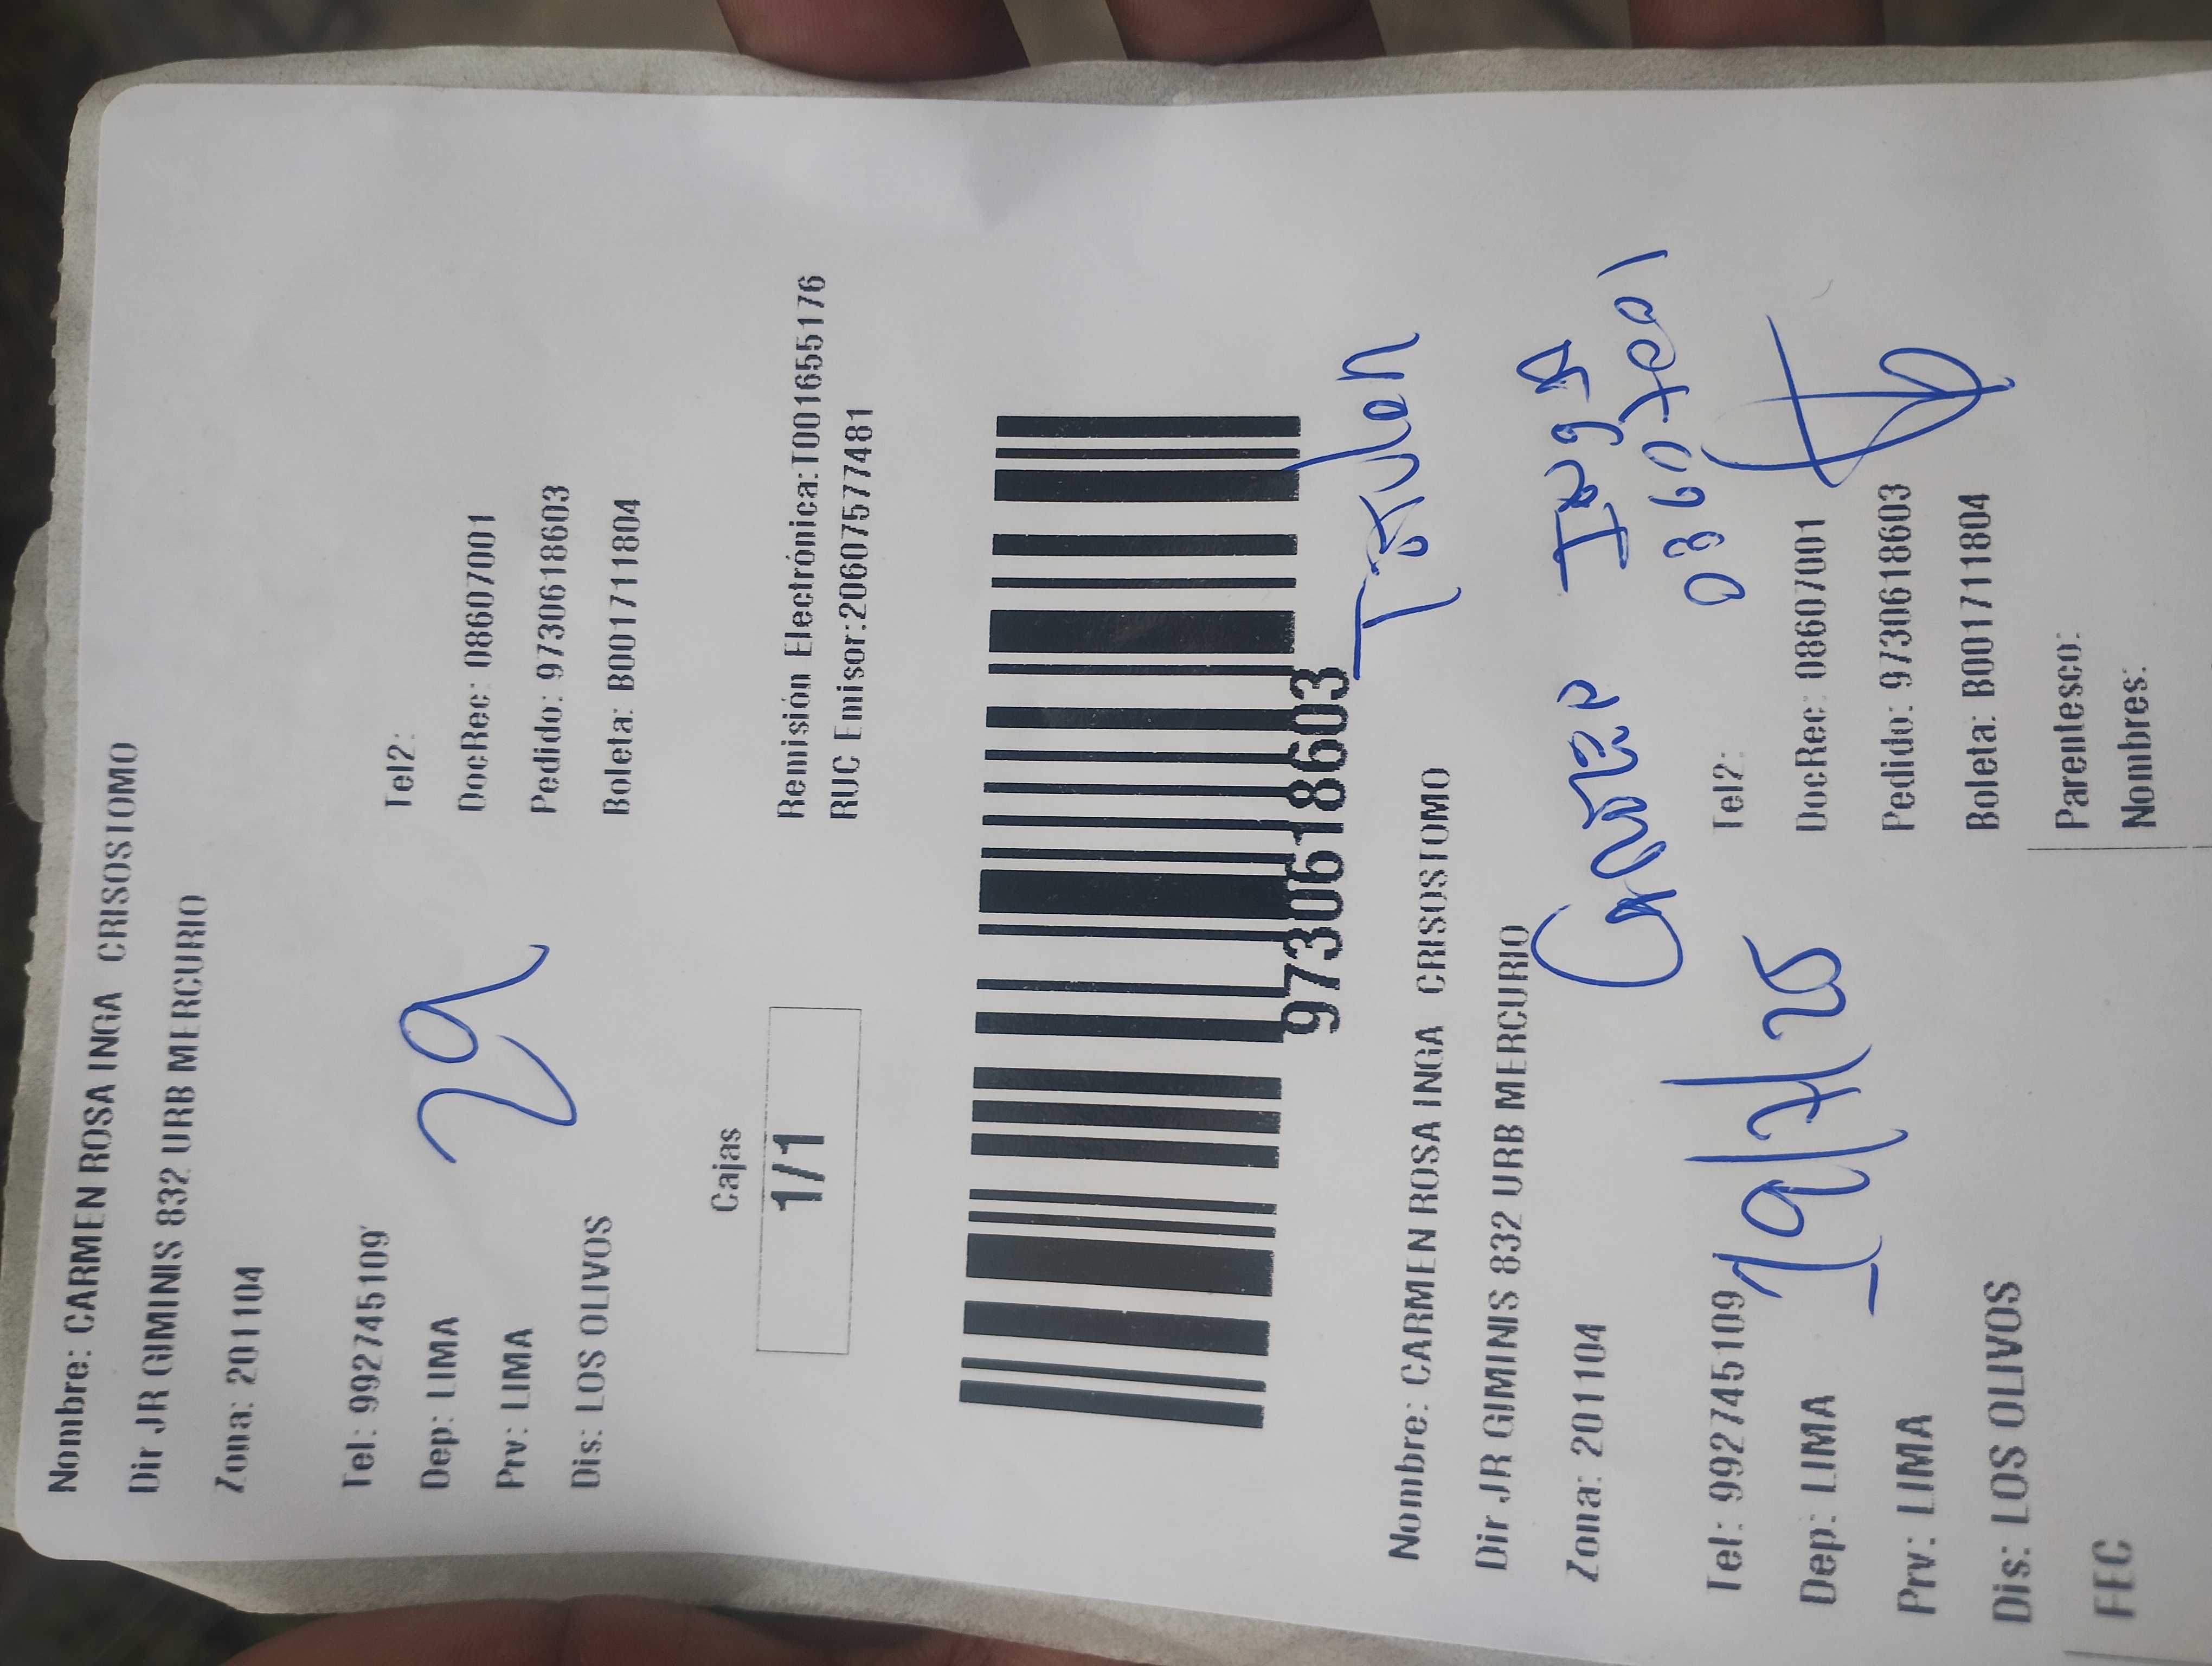 Nombre: CARMEN ROSA INGA CRISOSTOMO
Dir JR GIMINIS 832 URB MERCURIO
Zona: 201104
Tel: 992745109
Tel2:
Dep: LIMA
DocRec: 08607001
Prv: LIMA
Pedido: 9730618603
Dis: LOS OLIVOS
Boleta: B001711804
29
Cajas
1/1
Remisión Electrónica:T001655176
RUC Emisor:20607577481
9730618603
Titular
Nombre: CARMEN ROSA INGA CRISOSTOMO
Dir JR GIMINIS 832 URB MERCURIO
Carmen Inga
Zona: 201104
08607001
Tel: 992745109
Tel2:
19/7/25
Dep: LIMA
DocRec: 08607001
Prv: LIMA
Pedido: 9730618603
Dis: LOS OLIVOS
Boleta: B001711804
Parentesco:
FEC
Nombres: